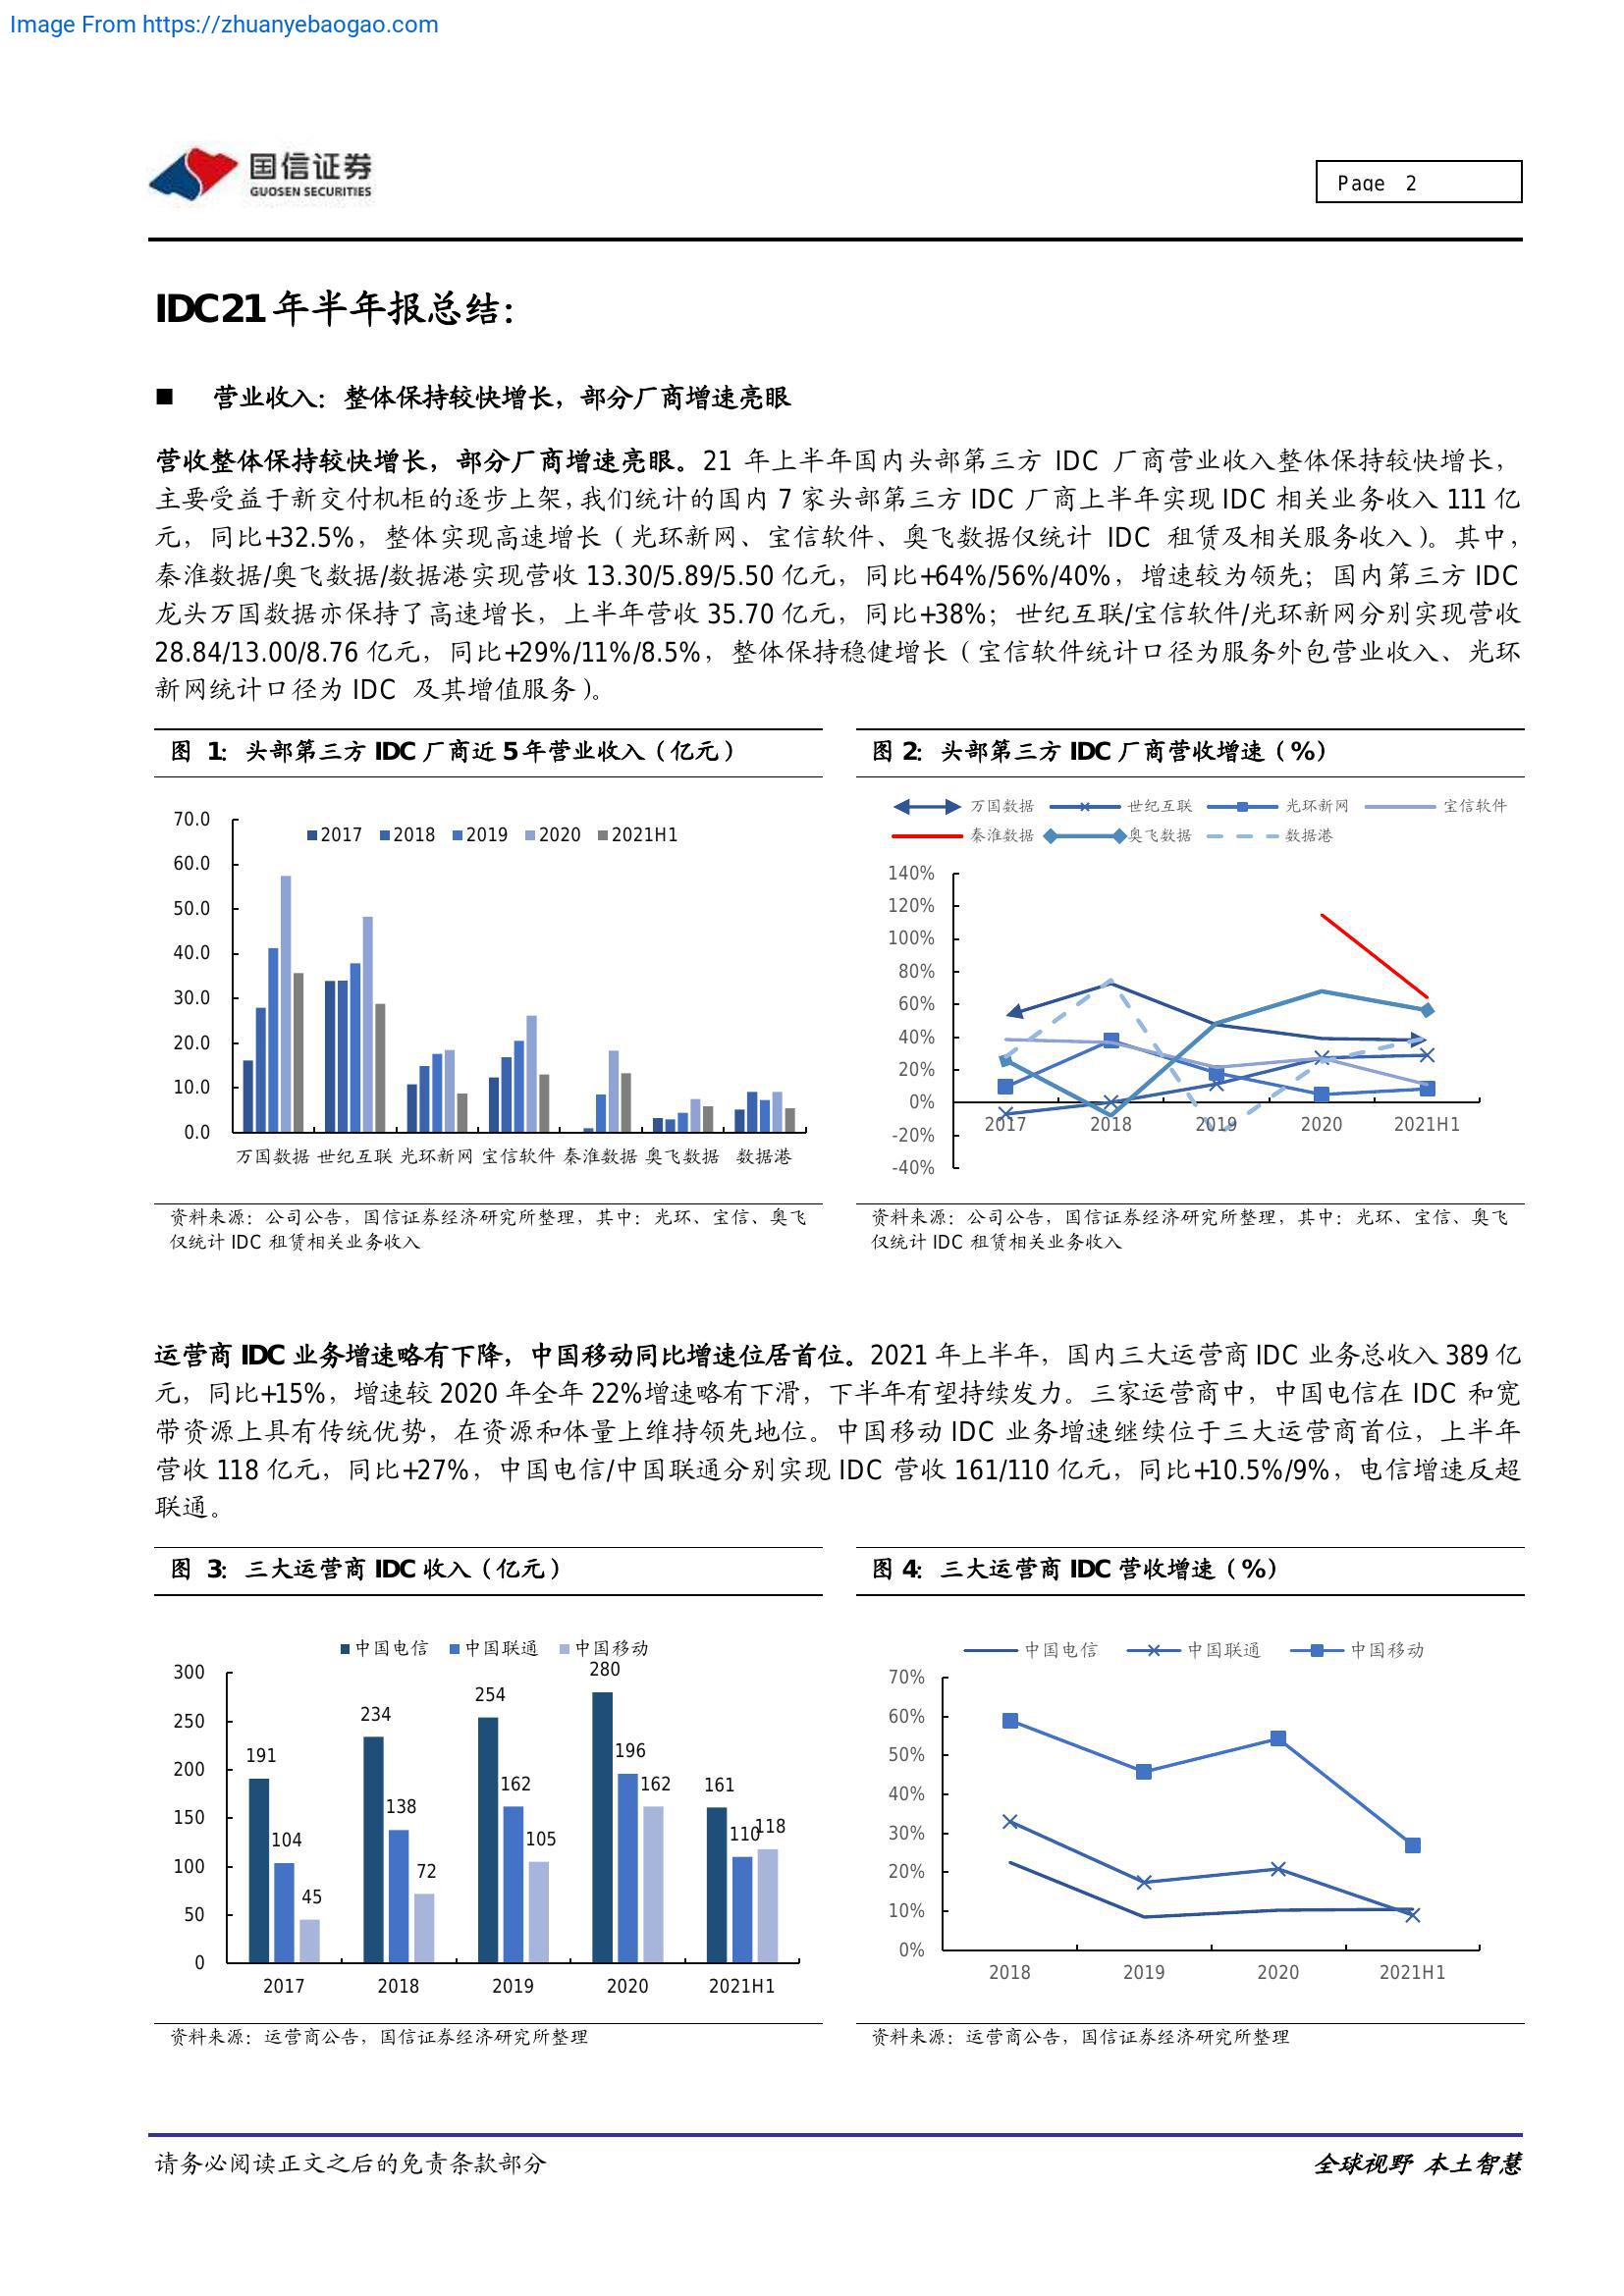 Image From https://zhuanyebaogao.com
国信证券
GUOSEN SECURITIES
Page 2
IDC21 年半年报总结：
■ 营业收入：整体保持较快增长，部分厂商增速亮眼
营收整体保持较快增长，部分厂商增速亮眼。21 年上半年国内头部第三方 IDC 厂商营业收入整体保持较快增长，
主要受益于新交付机柜的逐步上架，我们统计的国内 7 家头部第三方 IDC 厂商上半年实现 IDC 相关业务收入 111 亿
元，同比+32.5%，整体实现高速增长（光环新网、宝信软件、奥飞数据仅统计 IDC 租赁及相关服务收入）。其中，
秦淮数据/奥飞数据/数据港实现营收 13.30/5.89/5.50 亿元，同比+64%/56%/40%，增速较为领先；国内第三方 IDC
龙头万国数据亦保持了高速增长，上半年营收 35.70 亿元，同比+38%；世纪互联/宝信软件/光环新网分别实现营收
28.84/13.00/8.76 亿元，同比+29%/11%/8.5%，整体保持稳健增长（宝信软件统计口径为服务外包营业收入、光环
新网统计口径为 IDC 及其增值服务）。
图 1：头部第三方 IDC 厂商近 5 年营业收入（亿元）
2017 2018 2019 2020 2021H1
70.0
60.0
50.0
40.0
30.0
20.0
10.0
0.0
万国数据 世纪互联 光环新网 宝信软件 秦淮数据 奥飞数据 数据港
资料来源：公司公告，国信证券经济研究所整理，其中：光环、宝信、奥飞
仅统计 IDC 租赁相关业务收入
图 2：头部第三方 IDC 厂商营收增速（%）
万国数据 世纪互联 光环新网 宝信软件
秦淮数据 奥飞数据 数据港
140%
120%
100%
80%
60%
40%
20%
0%
-20%
-40%
2017 2018 2019 2020 2021H1
资料来源：公司公告，国信证券经济研究所整理，其中：光环、宝信、奥飞
仅统计 IDC 租赁相关业务收入
运营商 IDC 业务增速略有下降，中国移动同比增速位居首位。2021 年上半年，国内三大运营商 IDC 业务总收入 389 亿
元，同比+15%，增速较 2020 年全年 22%增速略有下滑，下半年有望持续发力。三家运营商中，中国电信在 IDC 和宽
带资源上具有传统优势，在资源和体量上维持领先地位。中国移动 IDC 业务增速继续位于三大运营商首位，上半年
营收 118 亿元，同比+27%，中国电信/中国联通分别实现 IDC 营收 161/110 亿元，同比+10.5%/9%，电信增速反超
联通。
图 3：三大运营商 IDC 收入（亿元）
中国电信 中国联通 中国移动
300
250
200
150
100
50
0
191 104 45
234 138 72
254 162 105
280 196 162
161 110 118
2017 2018 2019 2020 2021H1
资料来源：运营商公告，国信证券经济研究所整理
图 4：三大运营商 IDC 营收增速（%）
中国电信 中国联通 中国移动
70%
60%
50%
40%
30%
20%
10%
0%
2018 2019 2020 2021H1
资料来源：运营商公告，国信证券经济研究所整理
请务必阅读正文之后的免责条款部分
全球视野 本土智慧